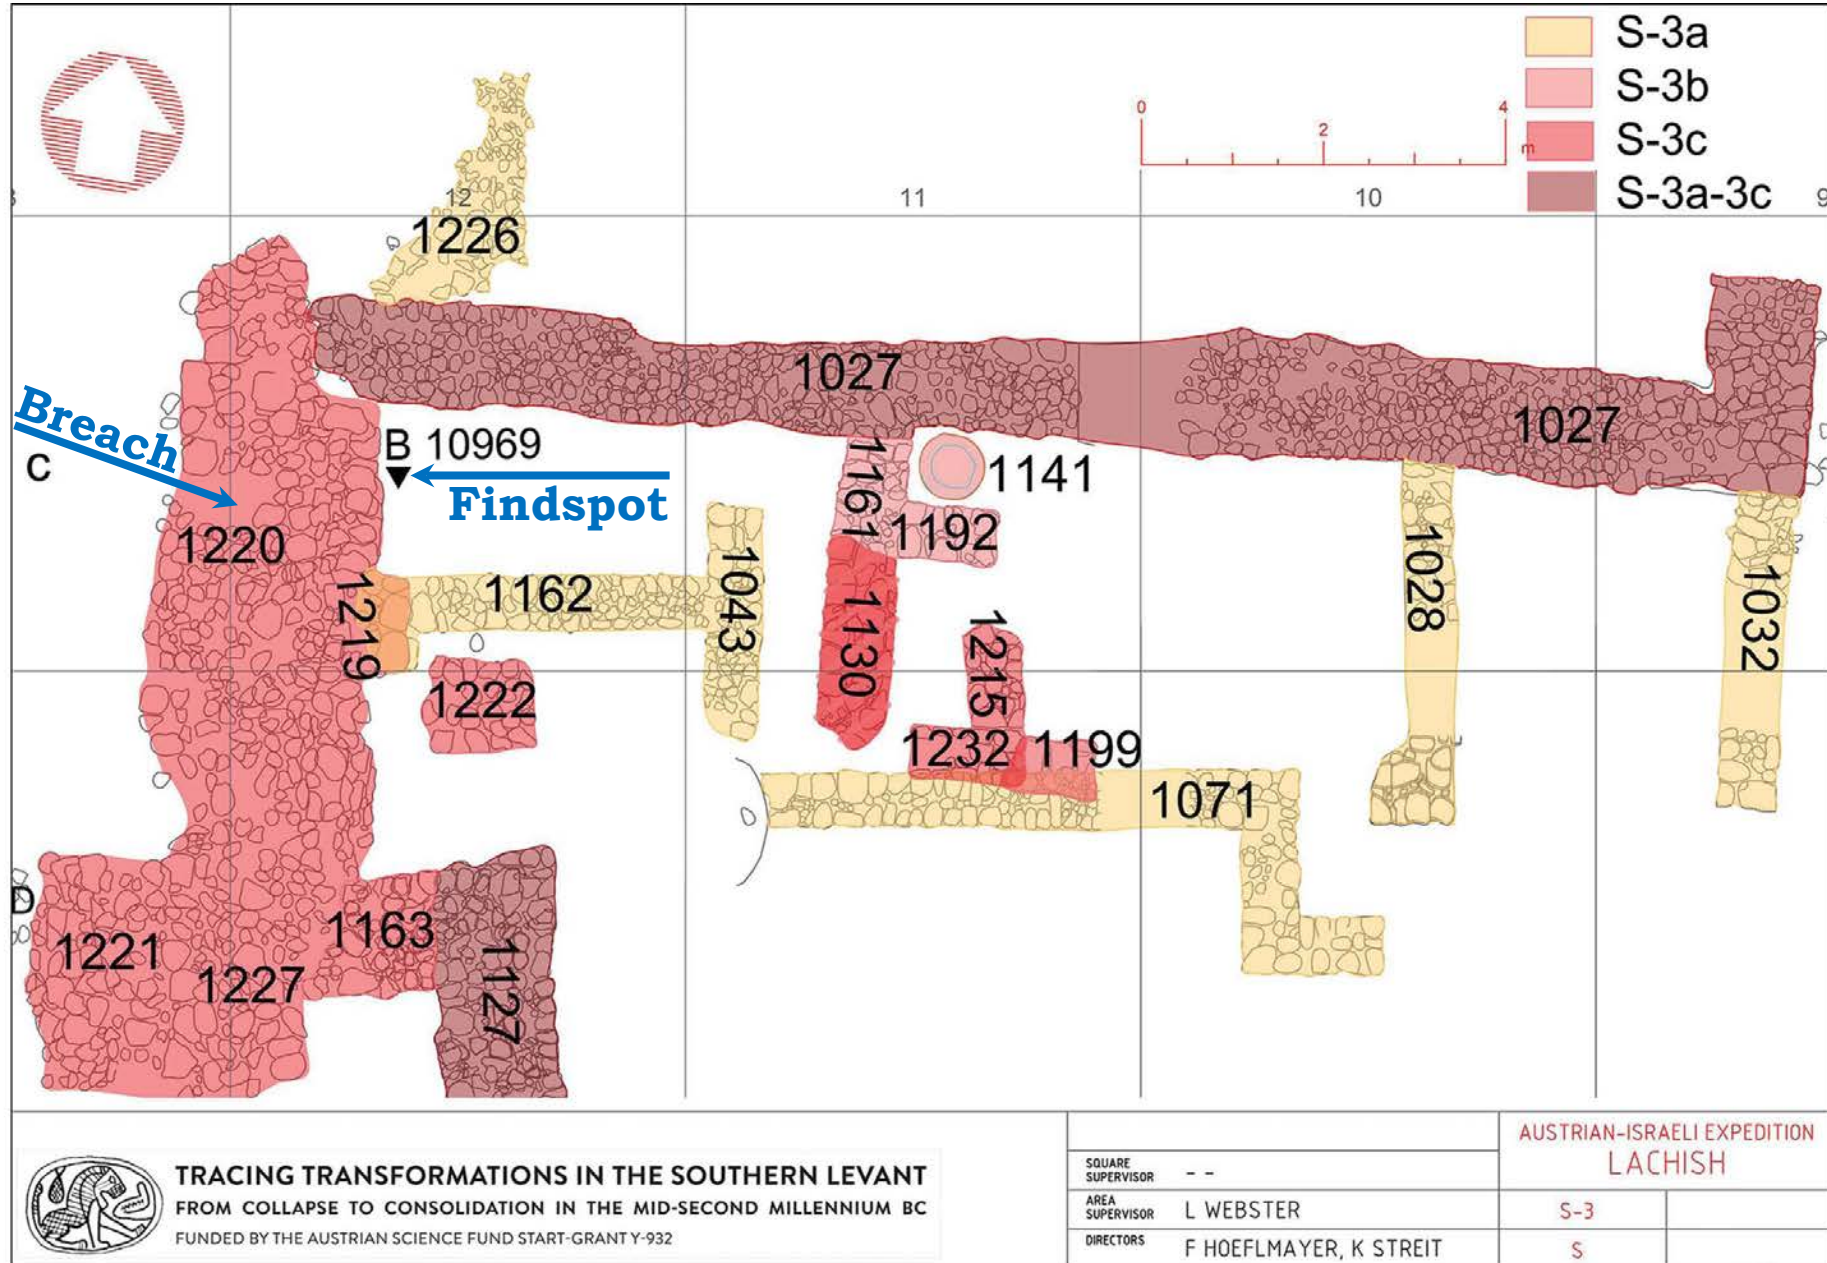 S-3a
S-3b
S-3c
S-3a-3c
0
2
4
m
12
11
10
9
1226
1027
1027
Breach
B 10969
Findspot
C
1161
1141
1192
1220
1219
1162
1043
1130
1028
1032
1222
1215
1232
1199
1071
D
1221
1163
1227
1127
TRACING TRANSFORMATIONS IN THE SOUTHERN LEVANT
FROM COLLAPSE TO CONSOLIDATION IN THE MID-SECOND MILLENNIUM BC
FUNDED BY THE AUSTRIAN SCIENCE FUND START-GRANT Y-932
SQUARE
SUPERVISOR - -
AREA
SUPERVISOR L WEBSTER
DIRECTORS F HOEFLMAYER, K STREIT
AUSTRIAN-ISRAELI EXPEDITION
LACHISH
S-3
S